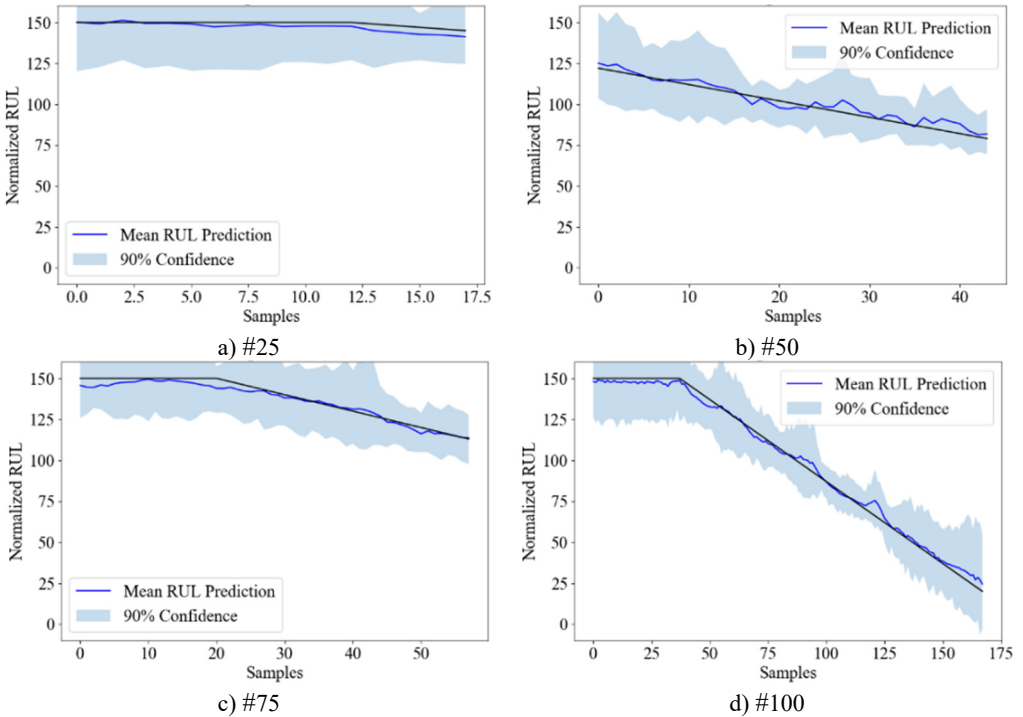 150
125
100
75
50
25
0
Normalized RUL
Mean RUL Prediction
90% Confidence
0.0 2.5 5.0 7.5 10.0 12.5 15.0 17.5
Samples
a) #25
150
125
100
75
50
25
0
Normalized RUL
Mean RUL Prediction
90% Confidence
0 10 20 30 40
Samples
b) #50
150
125
100
75
50
25
0
Normalized RUL
Mean RUL Prediction
90% Confidence
0 10 20 30 40 50
Samples
c) #75
150
125
100
75
50
25
0
Normalized RUL
Mean RUL Prediction
90% Confidence
0 25 50 75 100 125 150 175
Samples
d) #100